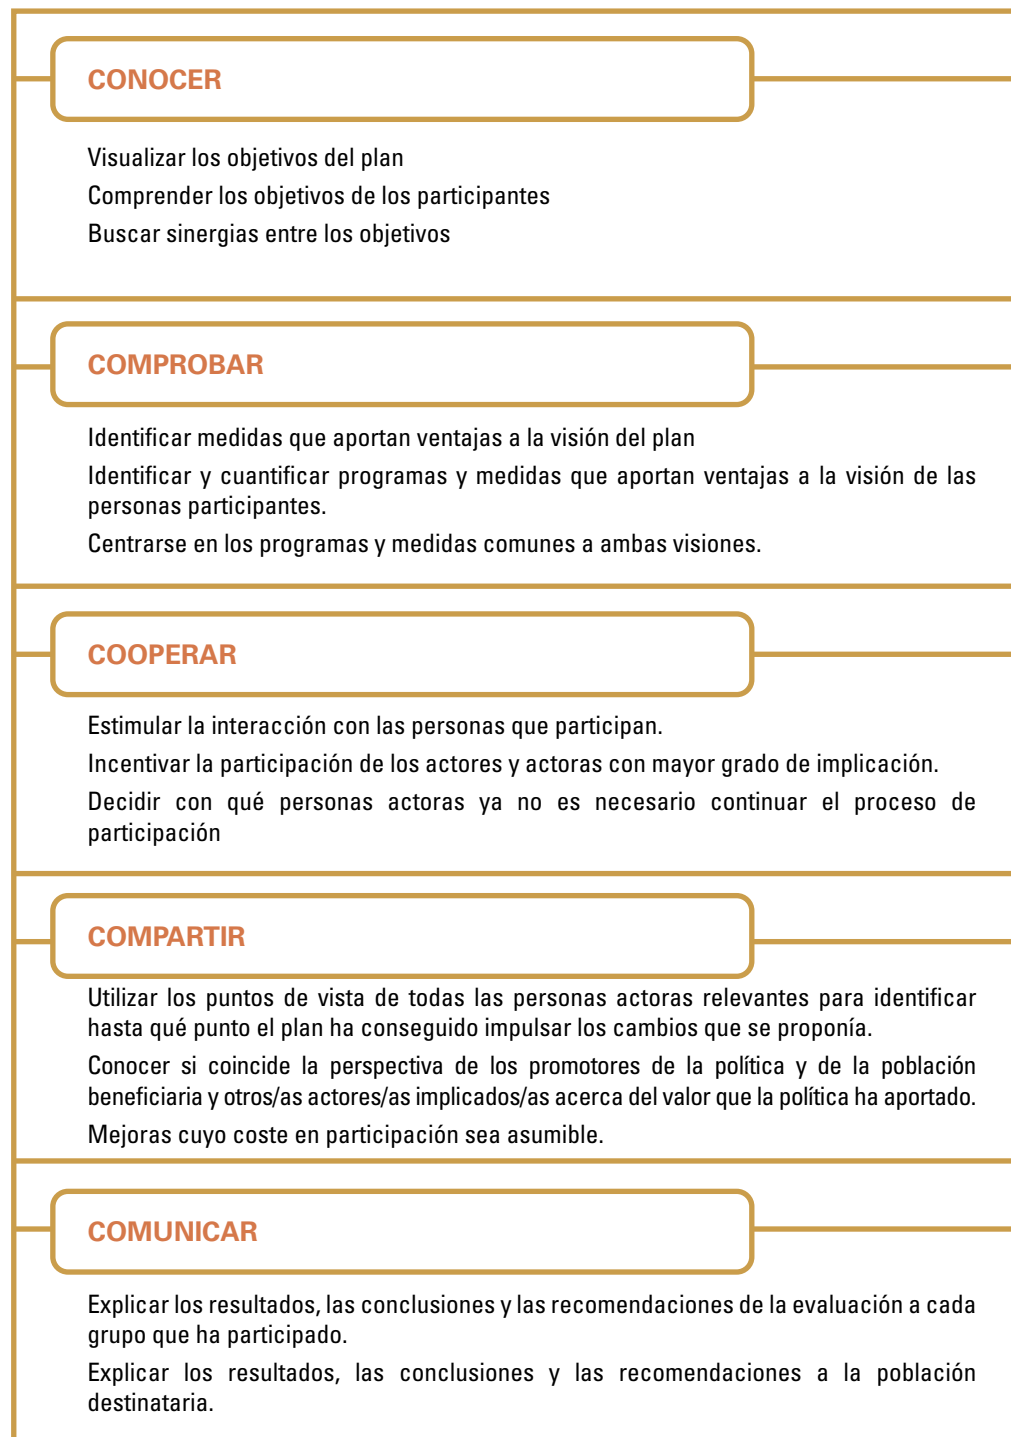 CONOCER
Visualizar los objetivos del plan
Comprender los objetivos de los participantes
Buscar sinergias entre los objetivos
COMPROBAR
Identificar medidas que aportan ventajas a la visión del plan
Identificar y cuantificar programas y medidas que aportan ventajas a la visión de las
personas participantes.
Centrarse en los programas y medidas comunes a ambas visiones.
COOPERAR
Estimular la interacción con las personas que participan.
Incentivar la participación de los actores y actoras con mayor grado de implicación.
Decidir con qué personas actoras ya no es necesario continuar el proceso de
participación
COMPARTIR
Utilizar los puntos de vista de todas las personas actoras relevantes para identificar
hasta qué punto el plan ha conseguido impulsar los cambios que se proponía.
Conocer si coincide la perspectiva de los promotores de la política y de la población
beneficiaria y otros/as actores/as implicados/as acerca del valor que la política ha aportado.
Mejoras cuyo coste en participación sea asumible.
COMUNICAR
Explicar los resultados, las conclusiones y las recomendaciones de la evaluación a cada
grupo que ha participado.
Explicar los resultados, las conclusiones y las recomendaciones a la población
destinataria.